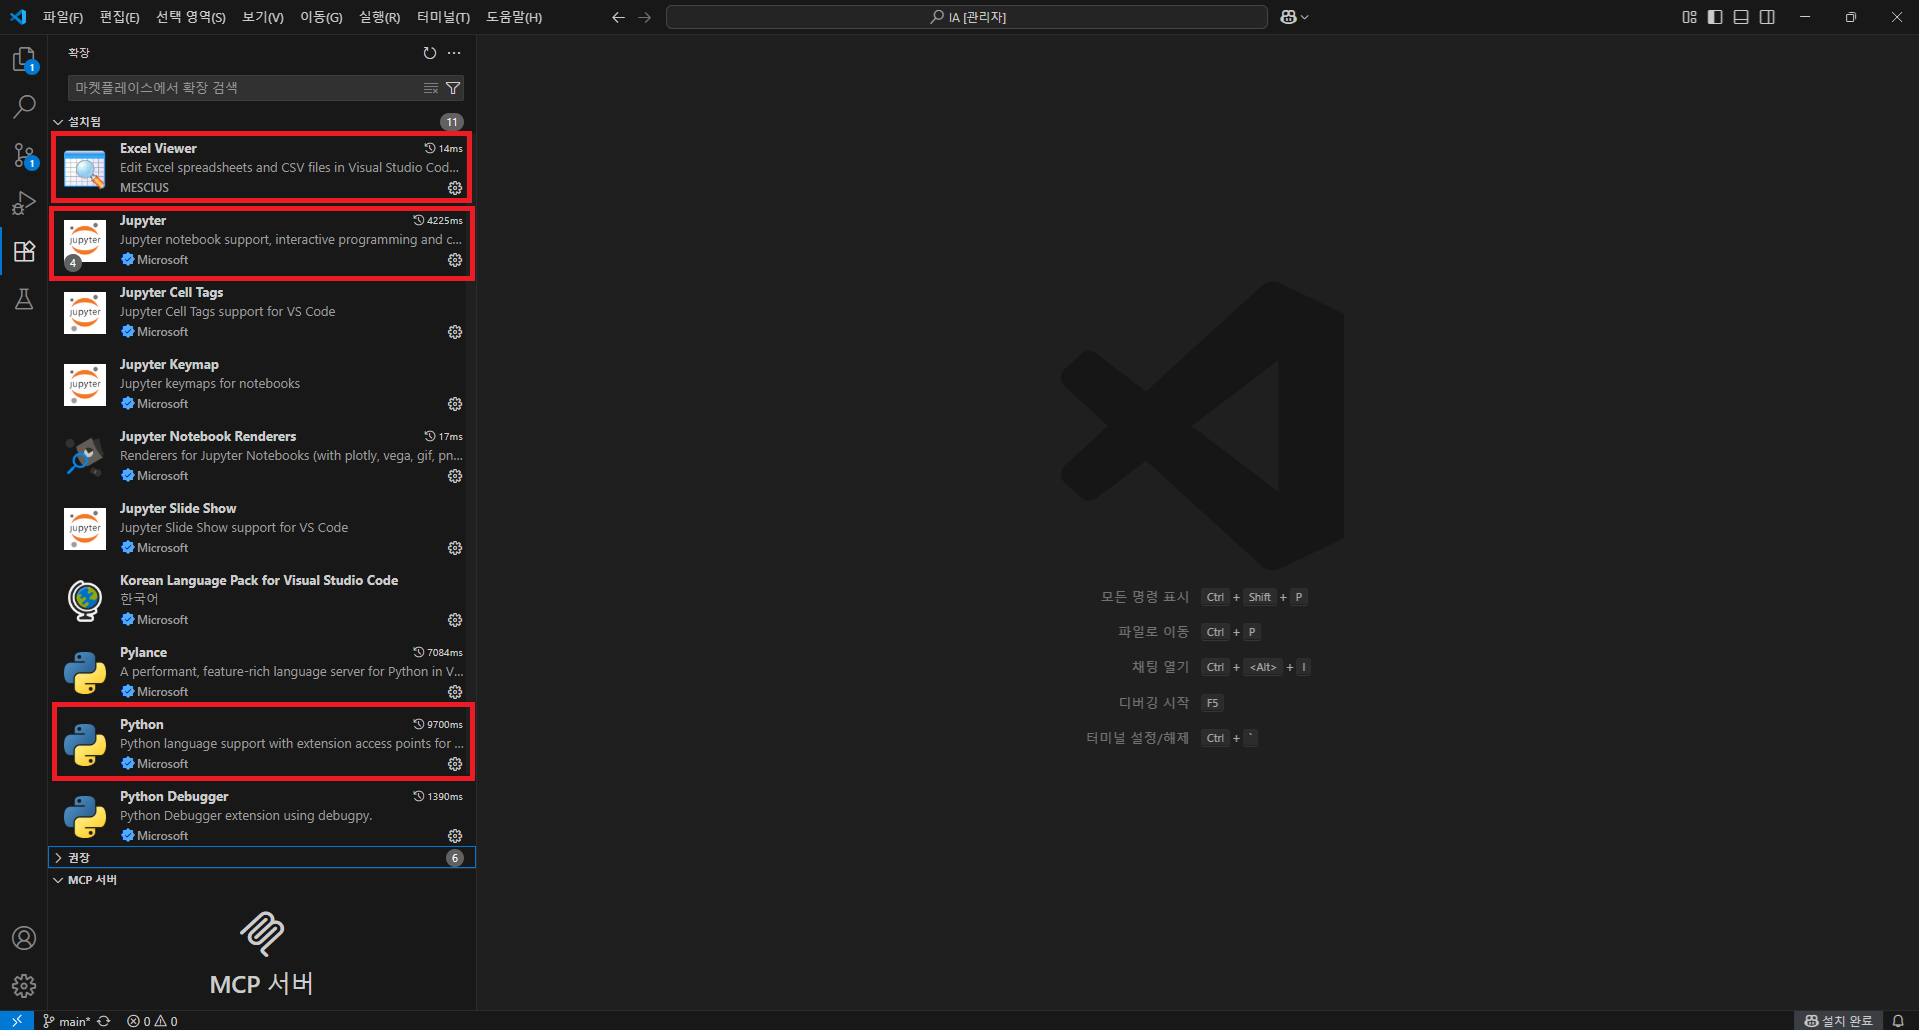 파일(F) 편집(E) 선택 영역(S) 보기(V) 이동(G) 실행(R) 터미널(T) 도움말(H)
IA [관리자]
확장
마켓플레이스에서 확장 검색
설치됨 11
Excel Viewer 14ms
Edit Excel spreadsheets and CSV files in Visual Studio Cod...
MESCIUS
Jupyter 4225ms
Jupyter notebook support, interactive programming and c...
Microsoft
4
Jupyter Cell Tags
Jupyter Cell Tags support for VS Code
Microsoft
Jupyter Keymap
Jupyter keymaps for notebooks
Microsoft
Jupyter Notebook Renderers 17ms
Renderers for Jupyter Notebooks (with plotly, vega, gif, pn...
Microsoft
Jupyter Slide Show
Jupyter Slide Show support for VS Code
Microsoft
Korean Language Pack for Visual Studio Code
한국어
Microsoft
Pylance 7084ms
A performant, feature-rich language server for Python in V...
Microsoft
Python 9700ms
Python language support with extension access points for ...
Microsoft
Python Debugger 1390ms
Python Debugger extension using debugpy.
Microsoft
권장 6
MCP 서버
MCP 서버
1
1
jupyter
jupyter
jupyter
jupyter
모든 명령 표시 Ctrl + Shift + P
파일로 이동 Ctrl + P
채팅 열기 Ctrl + <Alt> + I
디버깅 시작 F5
터미널 설정/해제 Ctrl + `
main* 0 0
설치 완료